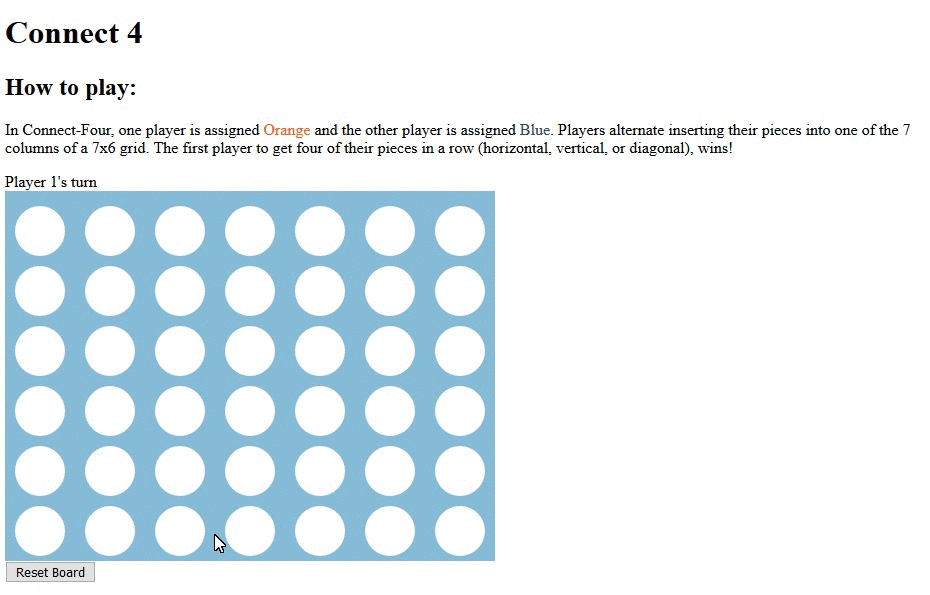 Connect 4
How to play:
In Connect-Four, one player is assigned Orange and the other player is assigned Blue. Players alternate inserting their pieces into one of the 7
columns of a 7x6 grid. The first player to get four of their pieces in a row (horizontal, vertical, or diagonal), wins!
Player 1's turn
Reset Board